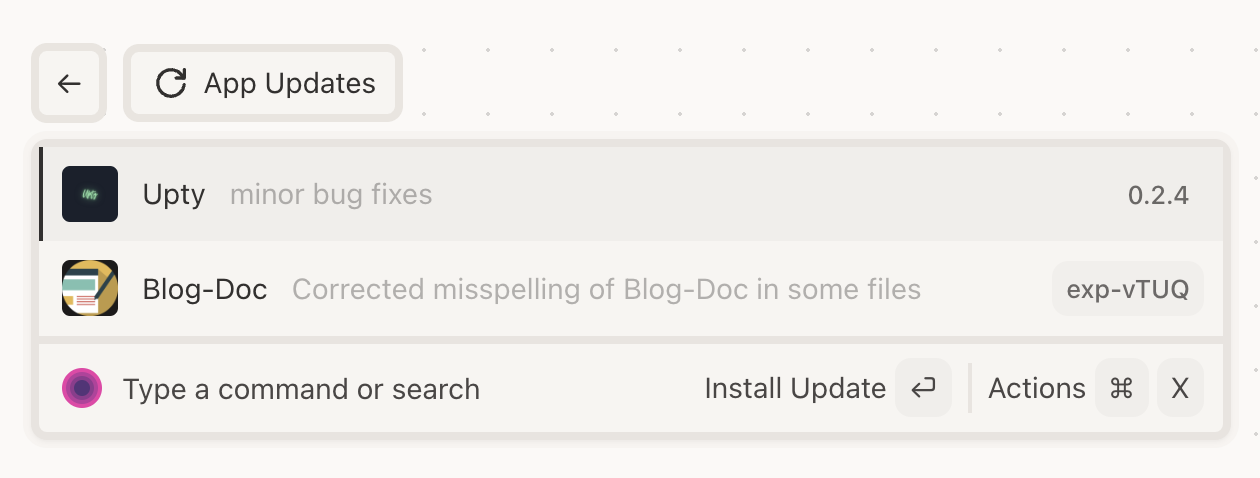 App Updates
Upty minor bug fixes 0.2.4
Blog-Doc Corrected misspelling of Blog-Doc in some files exp-vTUQ
Type a command or search Install Update Actions ⌘ X